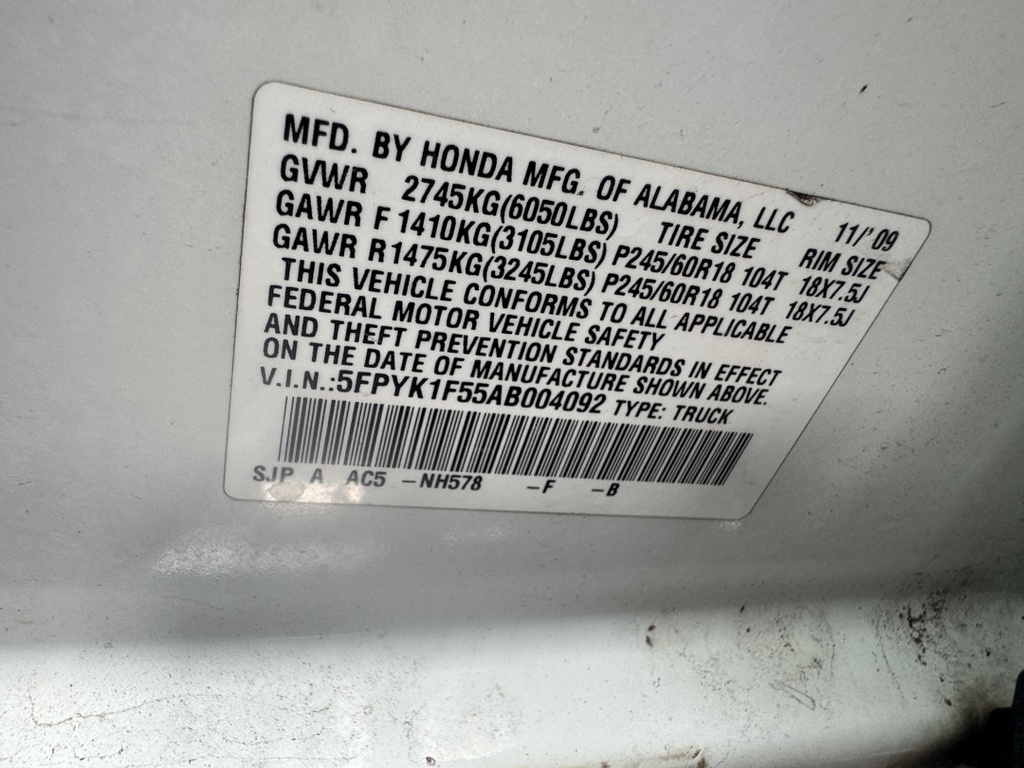 MFD. BY HONDA MFG. OF ALABAMA, LLC 11/'09
GVWR 2745KG(6050LBS) TIRE SIZE RIM SIZE
GAWR F 1410KG(3105LBS) P245/60R18 104T 18X7.5J
GAWR R 1475KG(3245LBS) P245/60R18 104T 18X7.5J
THIS VEHICLE CONFORMS TO ALL APPLICABLE
FEDERAL MOTOR VEHICLE SAFETY
AND THEFT PREVENTION STANDARDS IN EFFECT
ON THE DATE OF MANUFACTURE SHOWN ABOVE.
V.I.N.:5FPYK1F55AB004092 TYPE: TRUCK
SJP A AC5 -NH578 -F -B